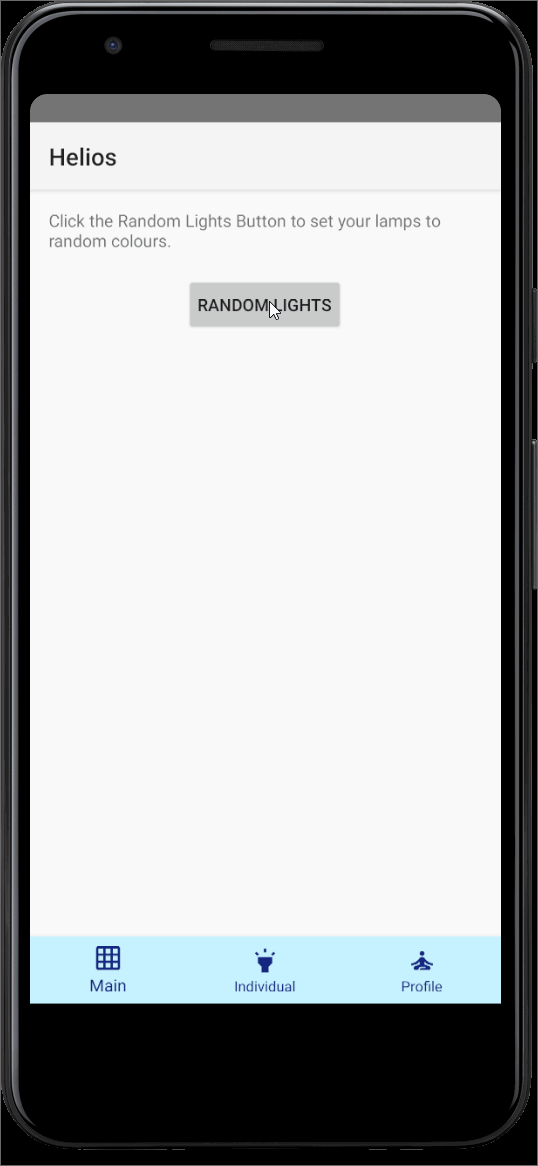 Helios
Click the Random Lights Button to set your lamps to
random colours.
RANDOM LIGHTS
Main
Individual
Profile